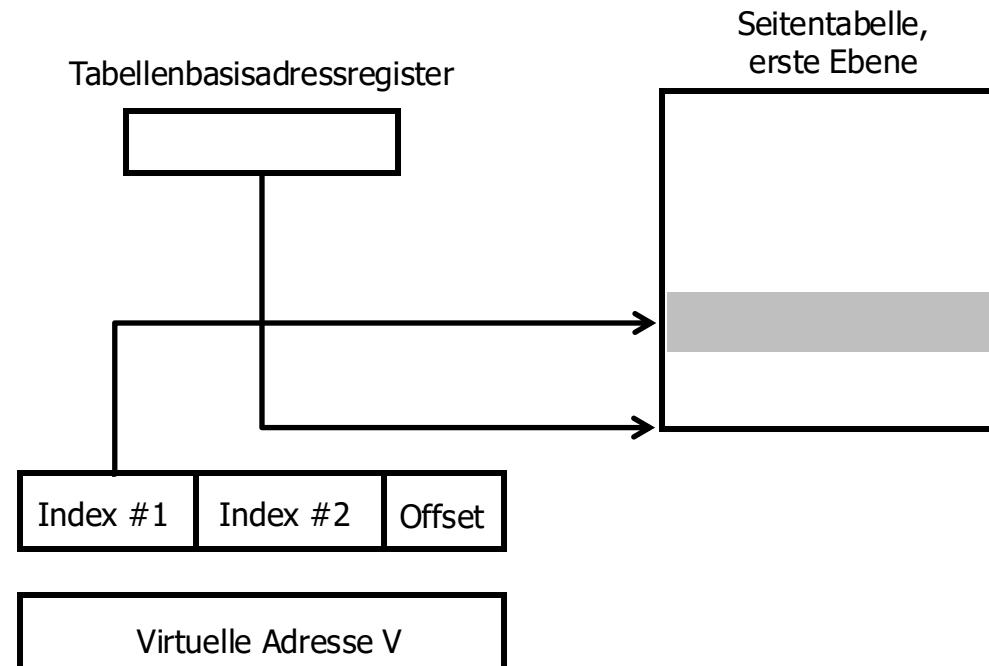 Seitentabelle,
erste Ebene
Tabellenbasisadressregister
Index #1
Index #2
Offset
Virtuelle Adresse V